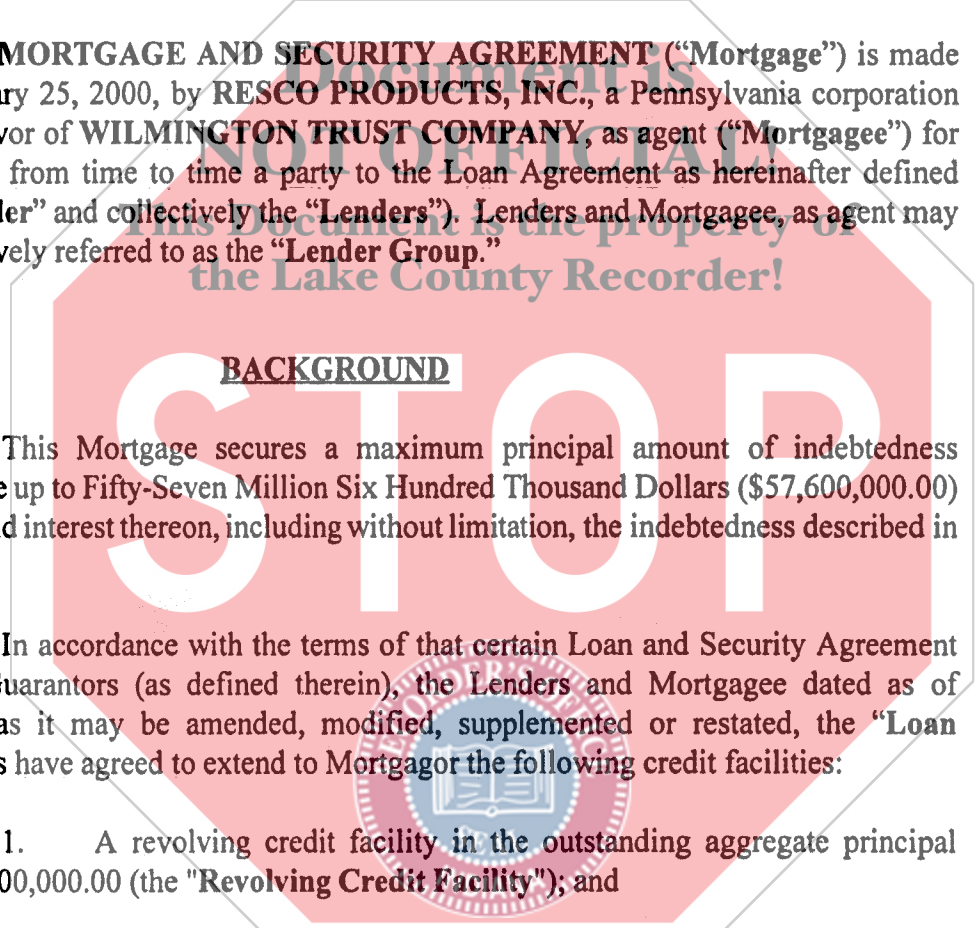 MORTGAGE AND SECURITY AGREEMENT (“Mortgage”) is made
ary 25, 2000, by RESCO PRODUCTS, INC., a Pennsylvania corporation
vor of WILMINGTON TRUST COMPANY, as agent (“Mortgagee”) for
from time to time a party to the Loan Agreement as hereinafter defined
der” and collectively the “Lenders”). Lenders and Mortgagee, as agent may
vely referred to as the “Lender Group.”
Document is
NOT OFFICIAL!
This Document is the property of
the Lake County Recorder!
BACKGROUND
STOP
This Mortgage secures a maximum principal amount of indebtedness
e up to Fifty-Seven Million Six Hundred Thousand Dollars ($57,600,000.00)
d interest thereon, including without limitation, the indebtedness described in
In accordance with the terms of that certain Loan and Security Agreement
uarantors (as defined therein), the Lenders and Mortgagee dated as of
as it may be amended, modified, supplemented or restated, the “Loan
s have agreed to extend to Mortgagor the following credit facilities:
1. A revolving credit facility in the outstanding aggregate principal
00,000.00 (the "Revolving Credit Facility"); and